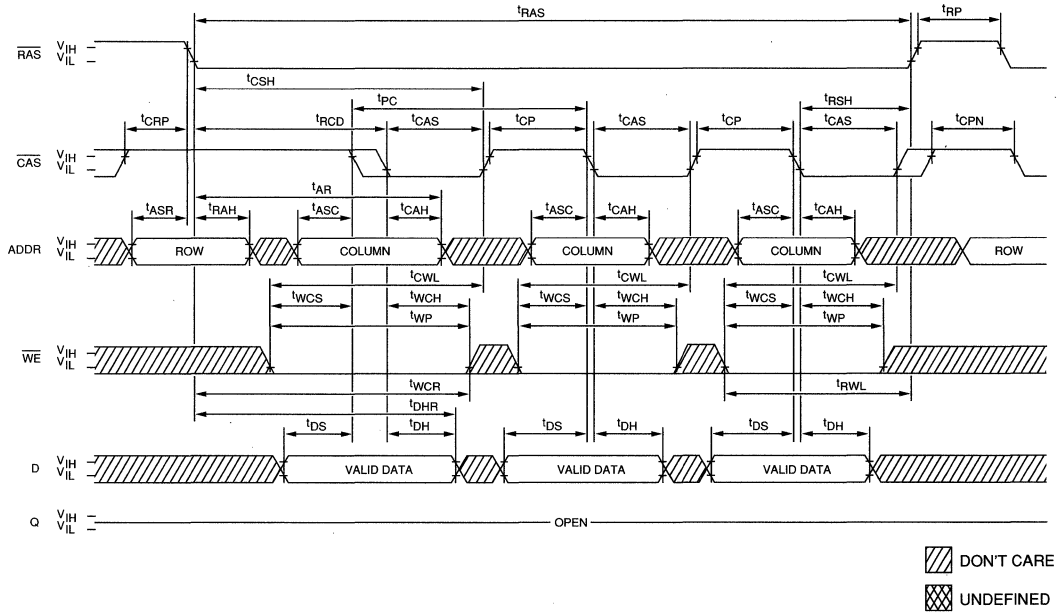 tRAS tRP
RAS VIH
VIL
tCSH
tPC tRSH
tCRP tRCD tCAS tCP tCAS tCP tCAS tCPN
CAS VIH
VIL
tAR
tASR tRAH tASC tCAH tASC tCAH tASC tCAH
ADDR VIH
VIL
ROW COLUMN COLUMN COLUMN ROW
tCWL tCWL tCWL
tWCS tWCH tWCS tWCH tWCS tWCH
tWP tWP tWP
WE VIH
VIL
tWCR tRWL
tDHR
tDS tDH tDS tDH tDS tDH
D VIH
VIL
VALID DATA VALID DATA VALID DATA
Q VIH
VIL
OPEN
DON'T CARE
UNDEFINED